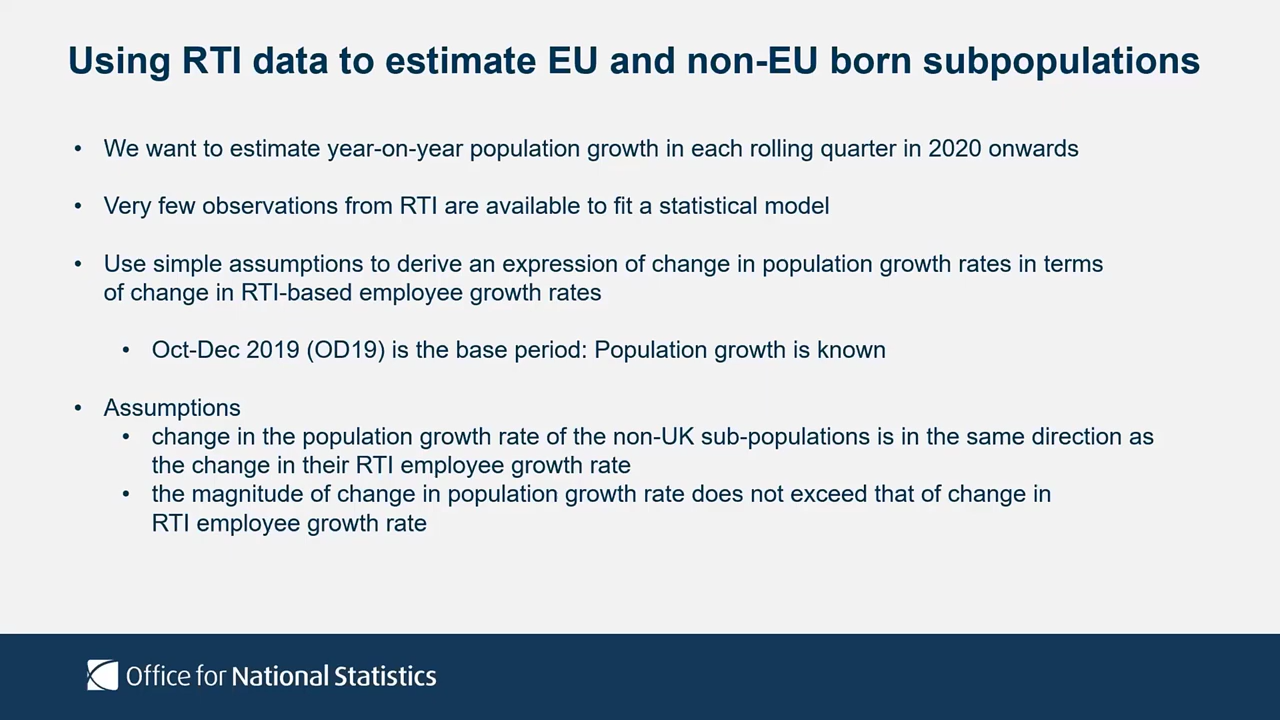 Using RTI data to estimate EU and non-EU born subpopulations
• We want to estimate year-on-year population growth in each rolling quarter in 2020 onwards
• Very few observations from RTI are available to fit a statistical model
• Use simple assumptions to derive an expression of change in population growth rates in terms
of change in RTI-based employee growth rates
• Oct-Dec 2019 (OD19) is the base period: Population growth is known
• Assumptions
• change in the population growth rate of the non-UK sub-populations is in the same direction as
the change in their RTI employee growth rate
• the magnitude of change in population growth rate does not exceed that of change in
RTI employee growth rate
Office for National Statistics